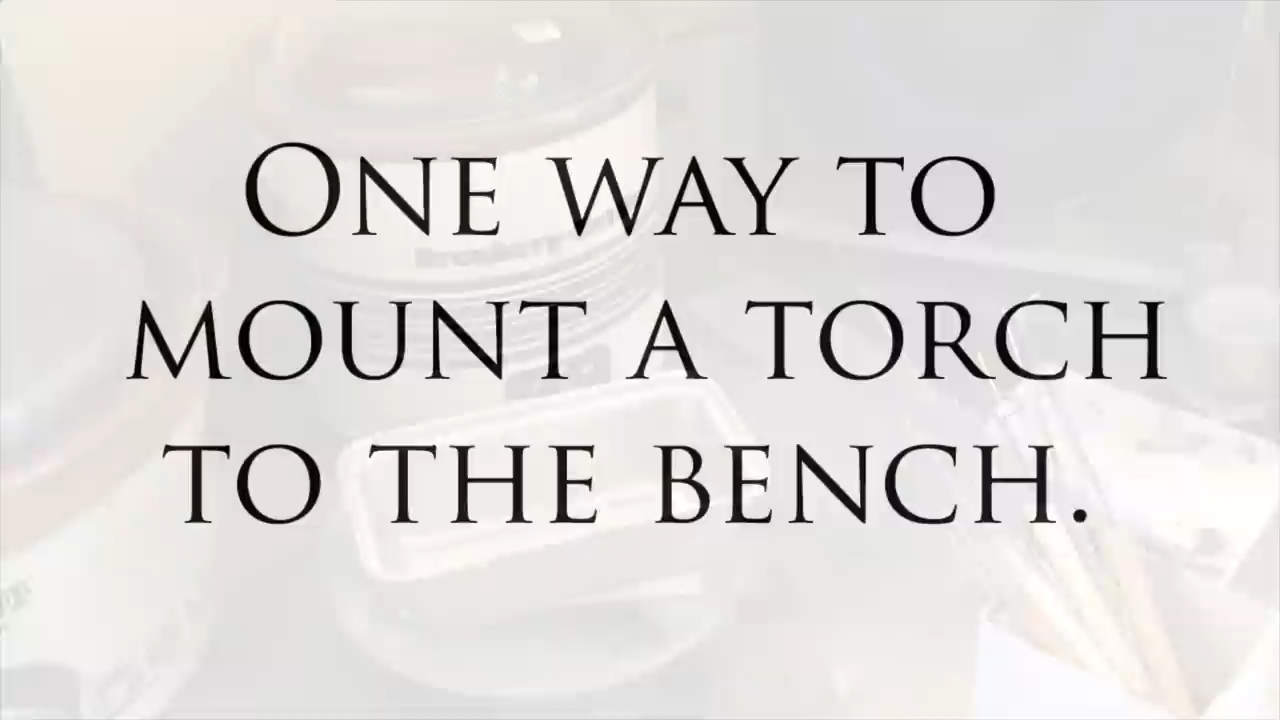 One way to
mount a torch
to the bench.